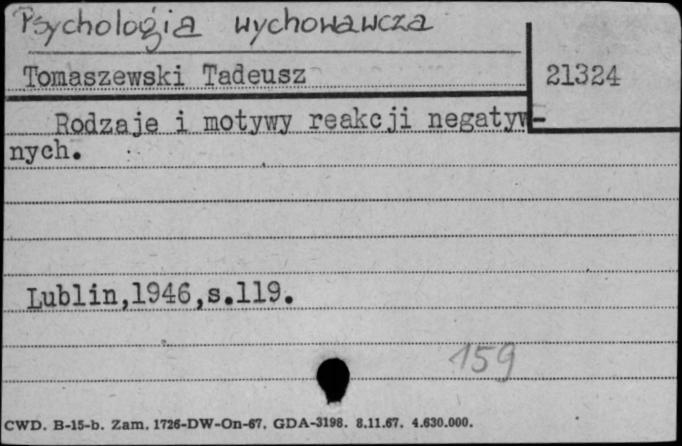 Psychologia wychowawcza
Tomaszewski Tadeusz
21324
Rodzaje i motywy reakcji negatyw-
nych.
Lublin,1946,s.119.
159
CWD. B-15-b. Zam. 1726-DW-On-67. GDA-3198. 8.11.67. 4.630.000.